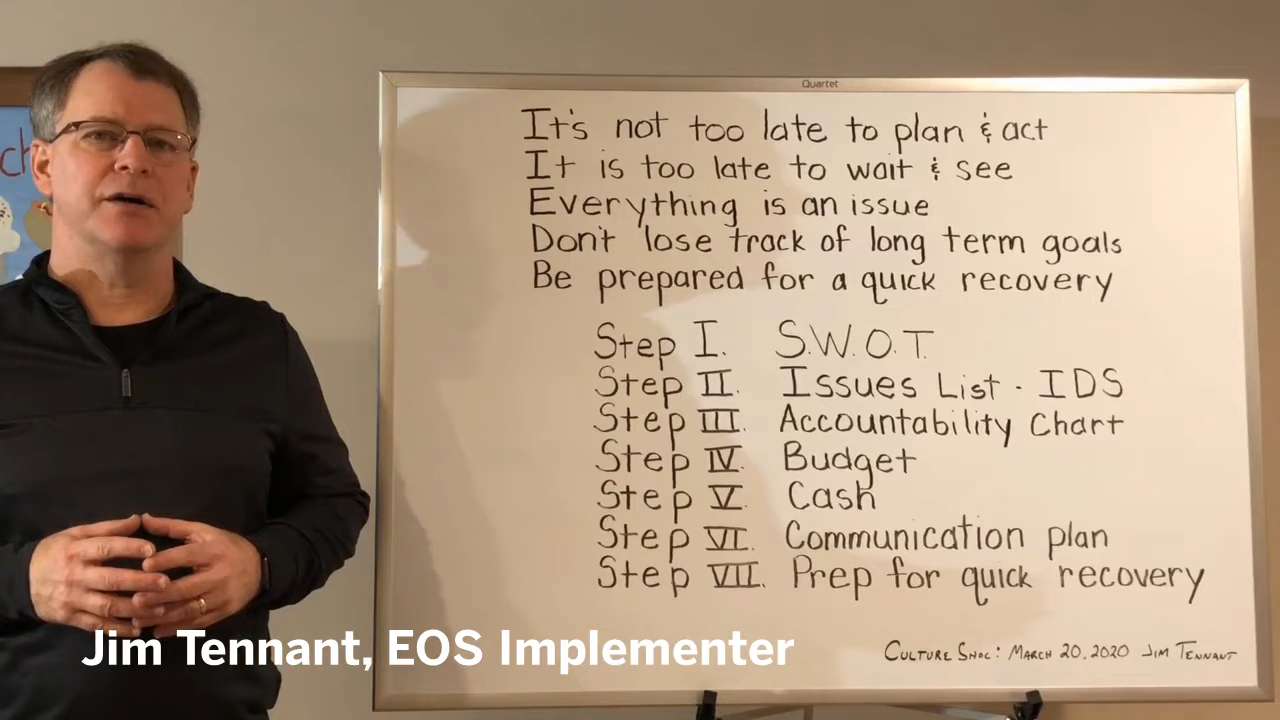 Quartet
It's not too late to plan & act
It is too late to wait & see
Everything is an issue
Don't lose track of long term goals
Be prepared for a quick recovery
Step I. S.W.O.T.
Step II. Issues List - IDS
Step III. Accountability Chart
Step IV. Budget
Step V. Cash
Step VI. Communication plan
Step VII. Prep for quick recovery
CULTURE SHOC: MARCH 20, 2020 JIM TENNANT
ch
Jim Tennant, EOS Implementer